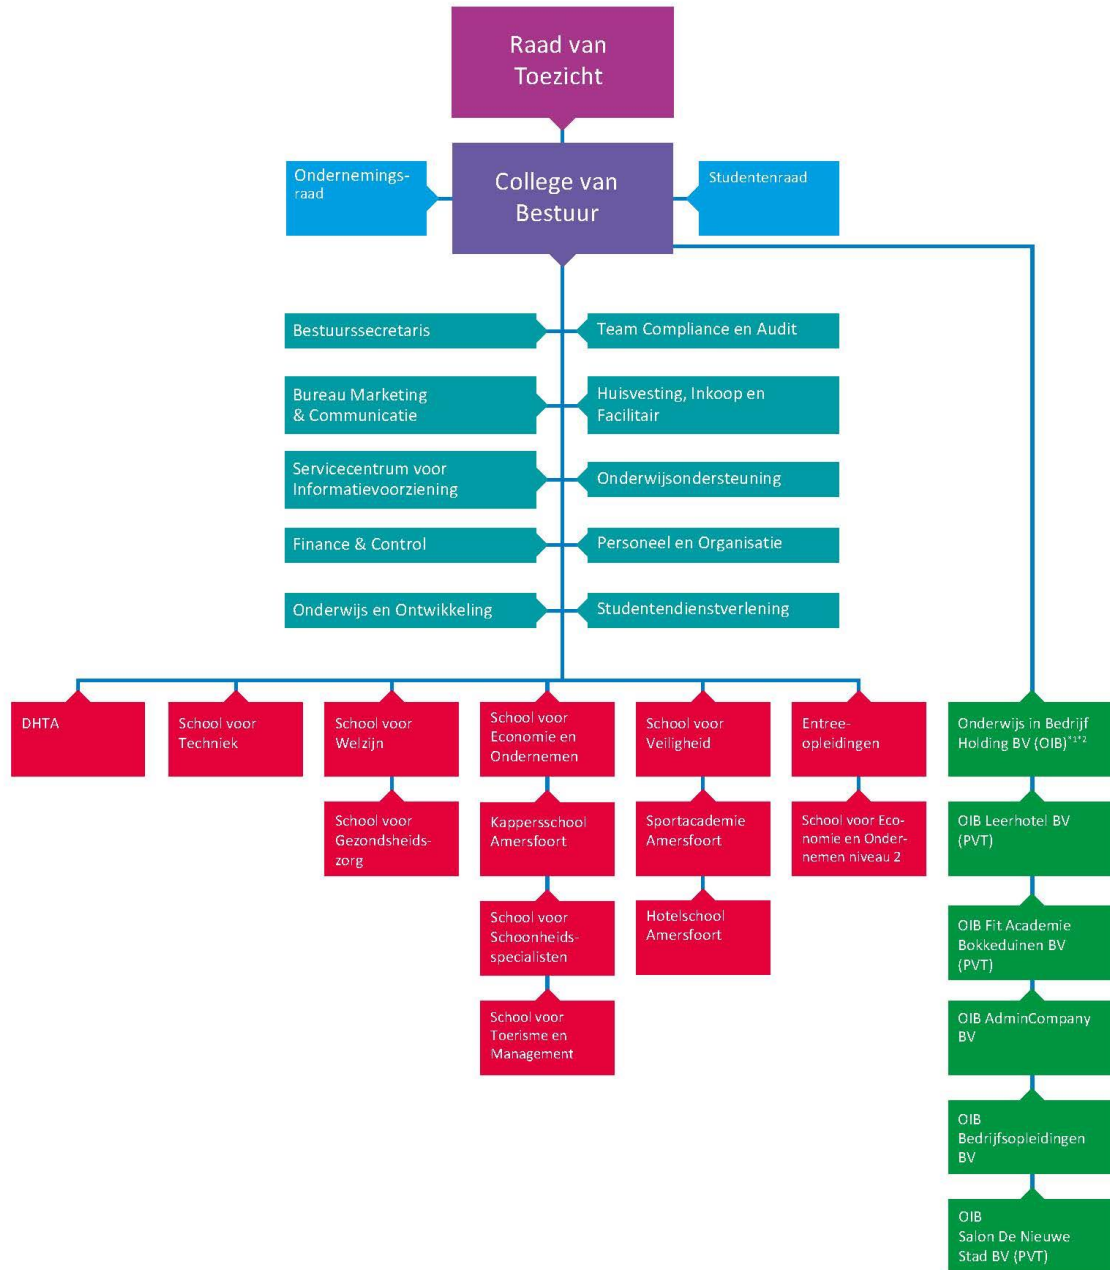 Raad van
Toezicht
Ondernemings-
raad
College van
Bestuur
Studentenraad
Bestuurssecretaris
Team Compliance en Audit
Bureau Marketing
& Communicatie
Huisvesting, Inkoop en
Facilitair
Servicecentrum voor
Informatievoorziening
Onderwijsondersteuning
Finance & Control
Personeel en Organisatie
Onderwijs en Ontwikkeling
Studentendienstverlening
DHTA
School voor
Techniek
School voor
Welzijn
School voor
Economie en
Ondernemen
School voor
Veiligheid
Entree-
opleidingen
Onderwijs in Bedrijf
Holding BV (OIB)*1*2
School voor
Gezondsheids-
zorg
Kappersschool
Amersfoort
Sportacademie
Amersfoort
School voor Eco-
nomie en Onder-
nemen niveau 2
OIB Leerhotel BV
(PVT)
School voor
Schoonheids-
specialisten
Hotelschool
Amersfoort
OIB Fit Academie
Bokkeduinen BV
(PVT)
School voor
Toerisme en
Management
OIB AdminCompany
BV
OIB
Bedrijfsopleidingen
BV
OIB
Salon De Nieuwe
Stad BV (PVT)